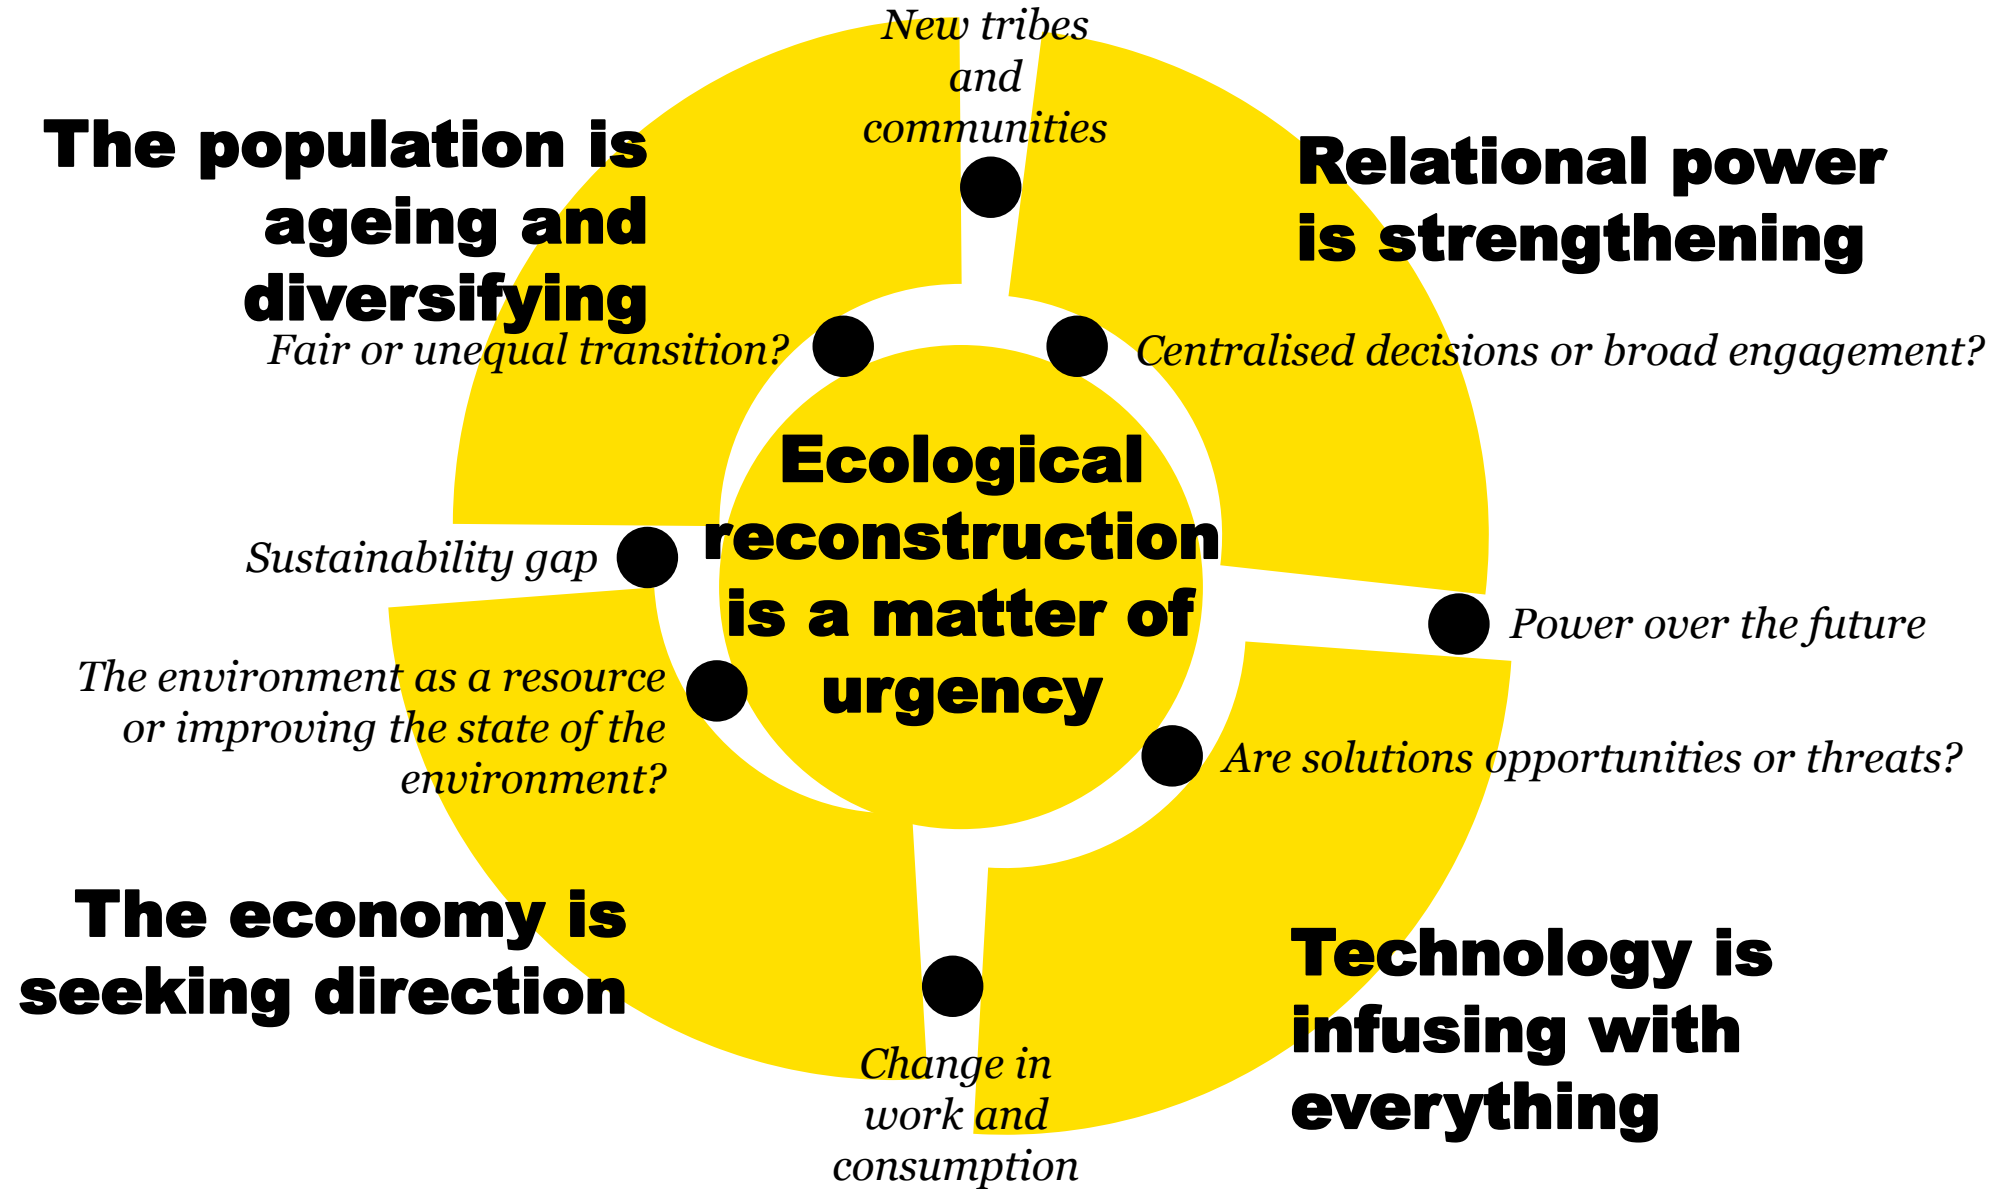 New tribes
and
communities
The population is
ageing and
diversifying
Relational power
is strengthening
Fair or unequal transition?
Centralised decisions or broad engagement?
Ecological
reconstruction
is a matter of
urgency
Sustainability gap
Power over the future
The environment as a resource
or improving the state of the
environment?
Are solutions opportunities or threats?
The economy is
seeking direction
Technology is
infusing with
everything
Change in
work and
consumption